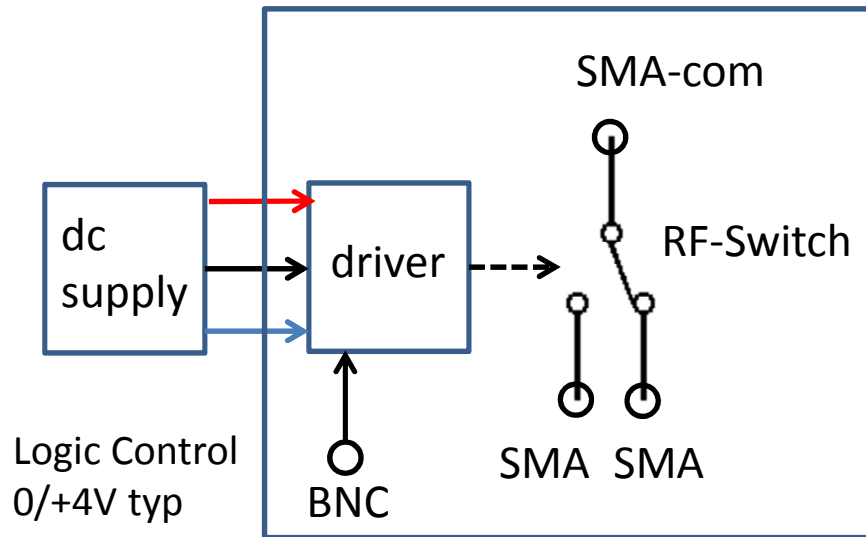 SMA-com
dc
supply
driver
RF-Switch
Logic Control
0/+4V typ
BNC
SMA
SMA